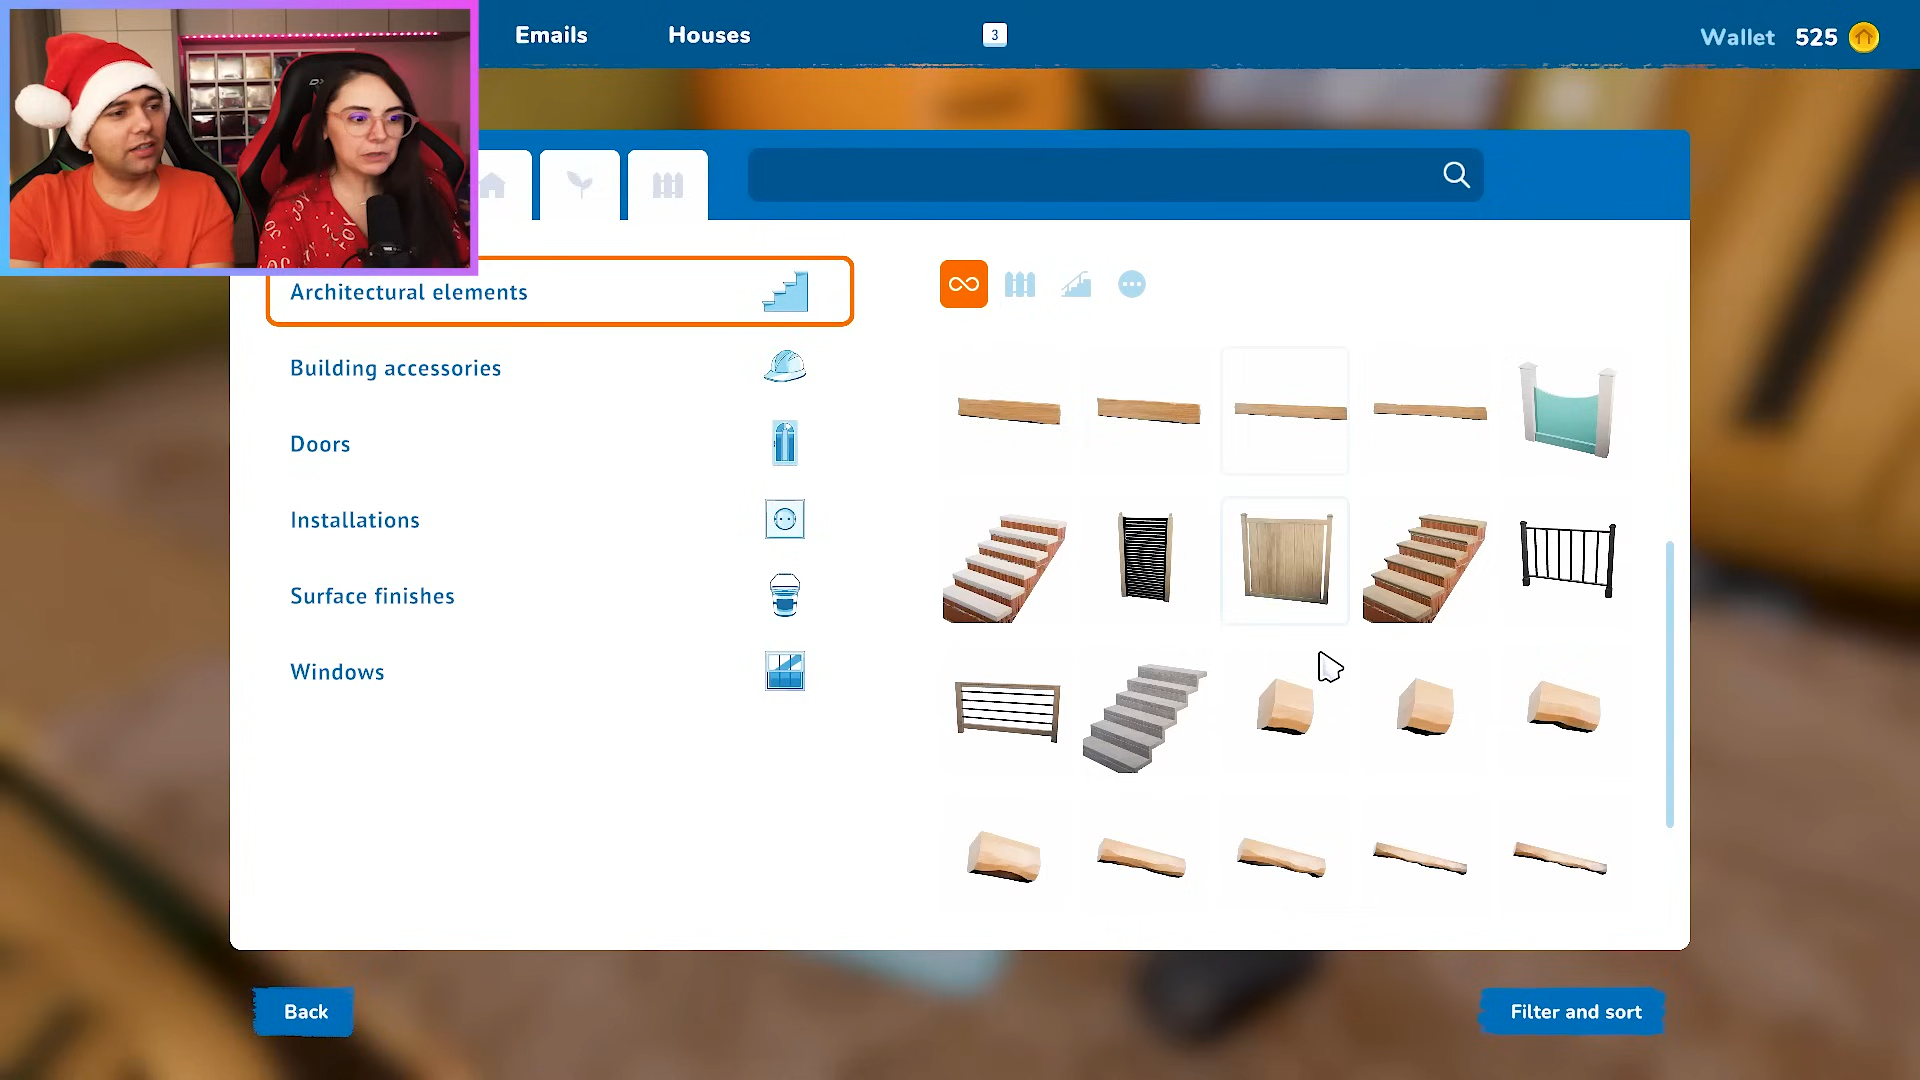 Emails
Houses
3
Wallet 525
Architectural elements
Building accessories
Doors
Installations
Surface finishes
Windows
Back
Filter and sort